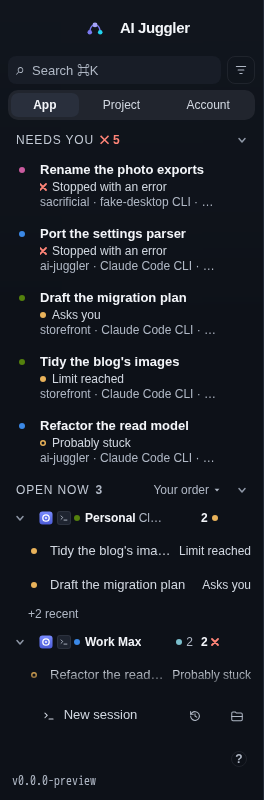 AI Juggler
Search ⌘K
App Project Account
NEEDS YOU 5
Rename the photo exports
Stopped with an error
sacrificial · fake-desktop CLI · …
Port the settings parser
Stopped with an error
ai-juggler · Claude Code CLI · …
Draft the migration plan
Asks you
storefront · Claude Code CLI · …
Tidy the blog's images
Limit reached
storefront · Claude Code CLI · …
Refactor the read model
Probably stuck
ai-juggler · Claude Code CLI · …
OPEN NOW 3 Your order
Personal Cl… 2
Tidy the blog's ima… Limit reached
Draft the migration plan Asks you
+2 recent
Work Max 2 2
Refactor the read… Probably stuck
New session
?
v0.0.0-preview